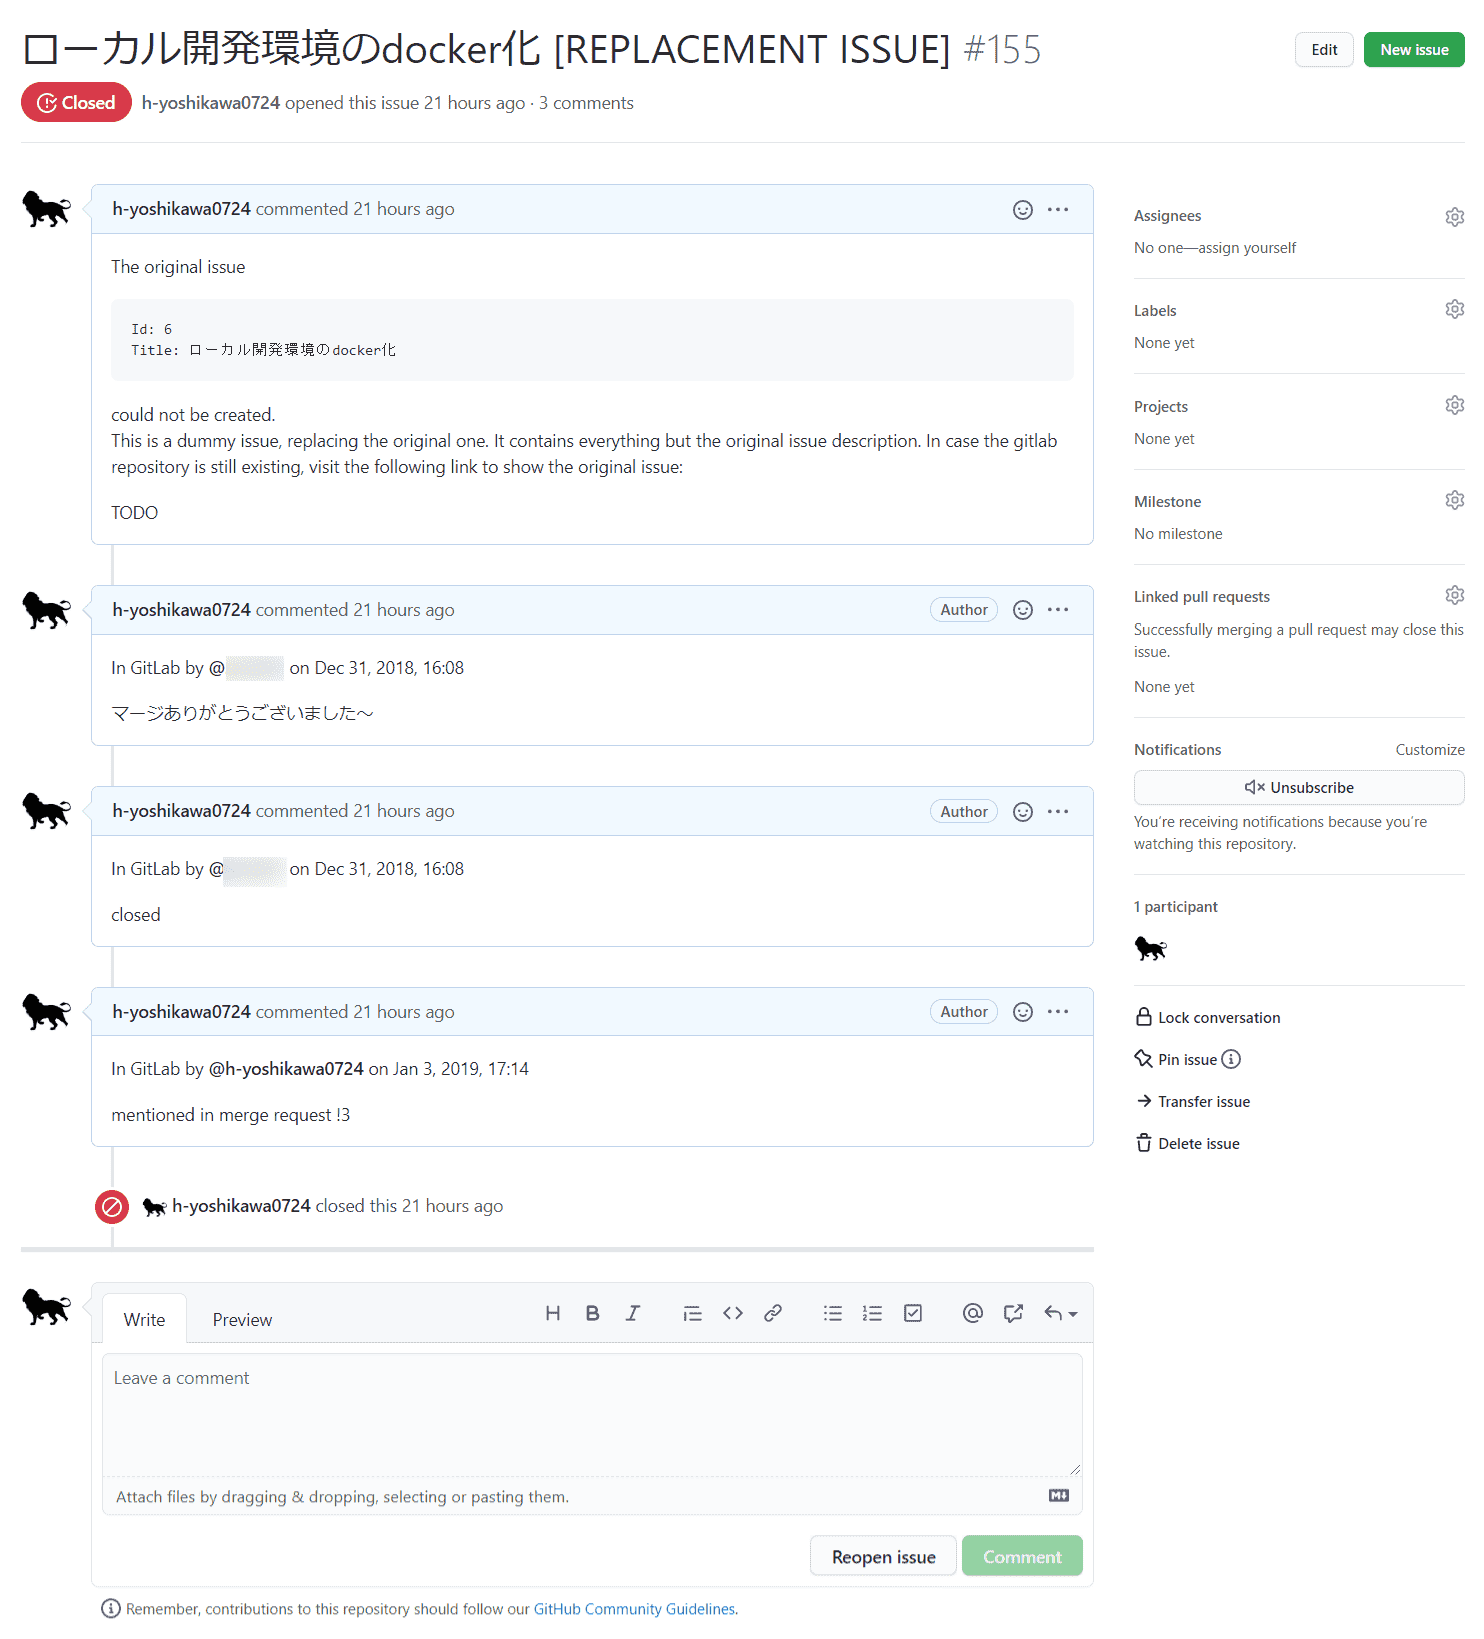 ローカル開発環境のdocker化 [REPLACEMENT ISSUE] #155
Edit
New issue
Closed
h-yoshikawa0724 opened this issue 21 hours ago · 3 comments
h-yoshikawa0724 commented 21 hours ago
The original issue
Id: 6
Title: ローカル開発環境のdocker化
could not be created.
This is a dummy issue, replacing the original one. It contains everything but the original issue description. In case the gitlab
repository is still existing, visit the following link to show the original issue:
TODO
h-yoshikawa0724 commented 21 hours ago
Author
In GitLab by @ on Dec 31, 2018, 16:08
マージありがとうございました～
h-yoshikawa0724 commented 21 hours ago
Author
In GitLab by @ on Dec 31, 2018, 16:08
closed
h-yoshikawa0724 commented 21 hours ago
Author
In GitLab by @h-yoshikawa0724 on Jan 3, 2019, 17:14
mentioned in merge request !3
h-yoshikawa0724 closed this 21 hours ago
Write
Preview
Leave a comment
Attach files by dragging & dropping, selecting or pasting them.
Reopen issue
Comment
Remember, contributions to this repository should follow our GitHub Community Guidelines.
Assignees
No one—assign yourself
Labels
None yet
Projects
None yet
Milestone
No milestone
Linked pull requests
Successfully merging a pull request may close this
issue.
None yet
Notifications
Customize
Unsubscribe
You're receiving notifications because you're
watching this repository.
1 participant
Lock conversation
Pin issue
Transfer issue
Delete issue